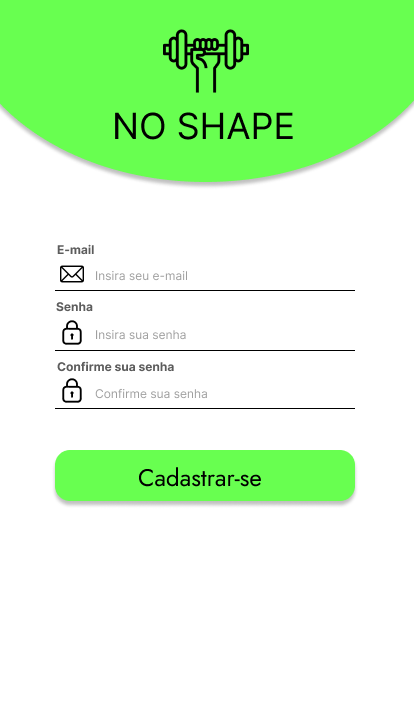 NO SHAPE
E-mail
Insira seu e-mail
Senha
Insira sua senha
Confirme sua senha
Confirme sua senha
Cadastrar-se